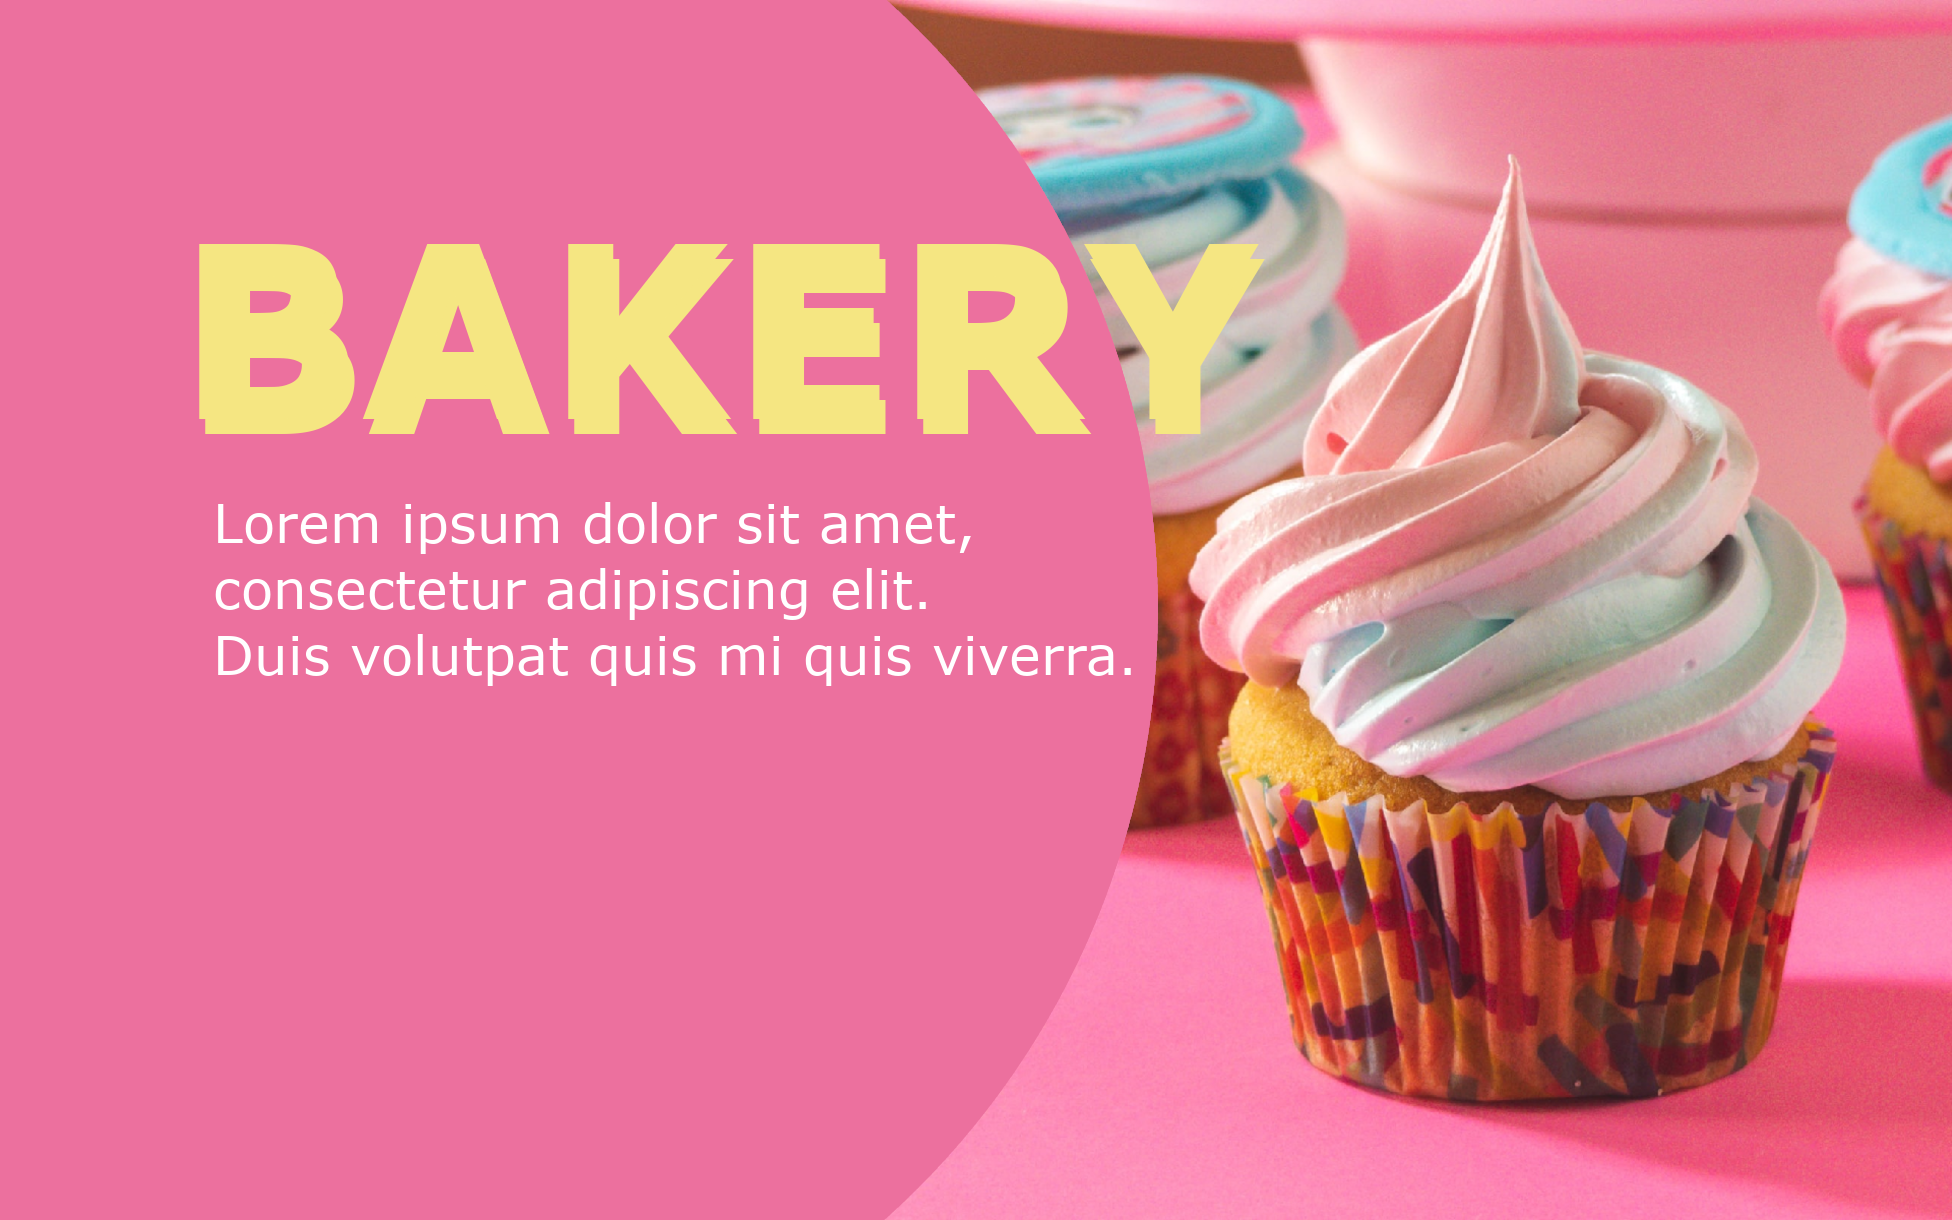 BAKERY
Lorem ipsum dolor sit amet,
consectetur adipiscing elit.
Duis volutpat quis mi quis viverra.